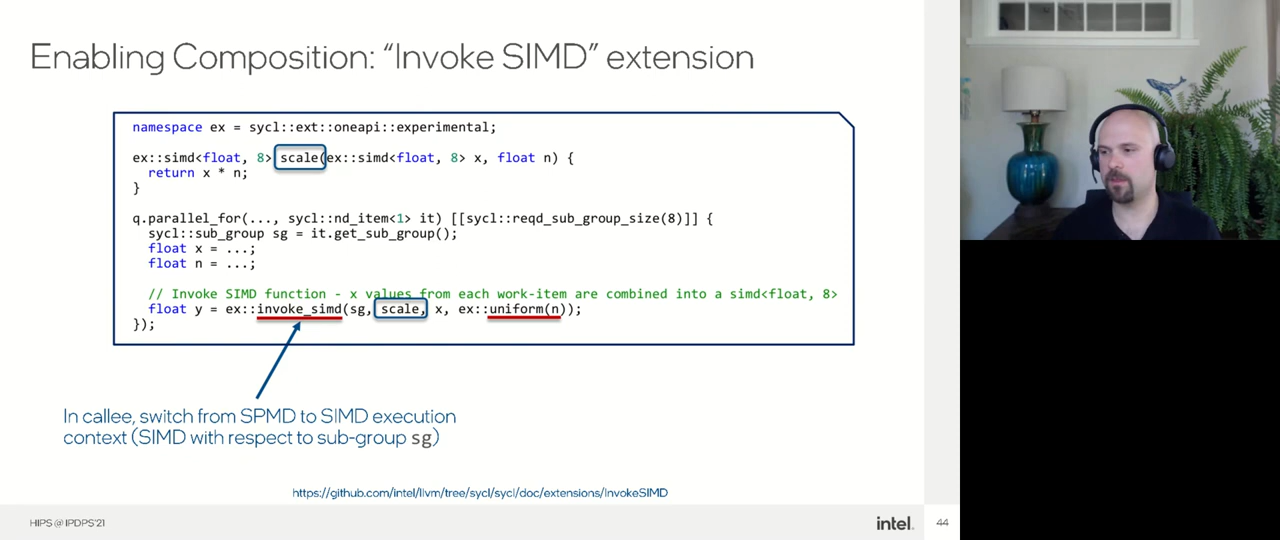 Enabling Composition: “Invoke SIMD” extension
namespace ex = sycl::ext::oneapi::experimental;
ex::simd<float, 8> scale(ex::simd<float, 8> x, float n) {
return x * n;
}
q.parallel_for(..., sycl::nd_item<1> it) [[sycl::reqd_sub_group_size(8)]] {
sycl::sub_group sg = it.get_sub_group();
float x = ...;
float n = ...;
// Invoke SIMD function - x values from each work-item are combined into a simd<float, 8>
float y = ex::invoke_simd(sg, scale, x, ex::uniform(n));
});
In callee, switch from SPMD to SIMD execution
context (SIMD with respect to sub-group sg)
https://github.com/intel/llvm/tree/sycl/sycl/doc/extensions/InvokeSIMD
HIPS @ IPDPS'21
intel.
44